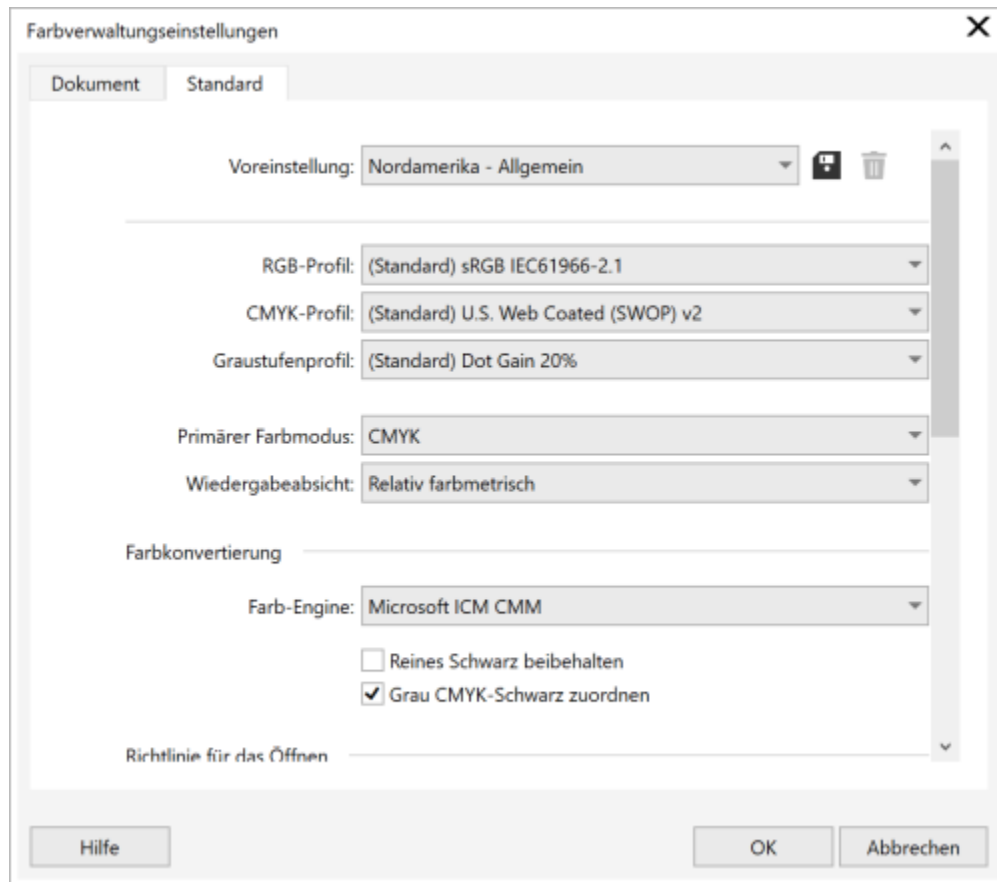 Farbverwaltungseinstellungen
Dokument Standard
Voreinstellung: Nordamerika - Allgemein
RGB-Profil: (Standard) sRGB IEC61966-2.1
CMYK-Profil: (Standard) U.S. Web Coated (SWOP) v2
Graustufenprofil: (Standard) Dot Gain 20%
Primärer Farbmodus: CMYK
Wiedergabeabsicht: Relativ farbmetrisch
Farbkonvertierung
Farb-Engine: Microsoft ICM CMM
Reines Schwarz beibehalten
Grau CMYK-Schwarz zuordnen
Richtlinie für das Öffnen
Hilfe OK Abbrechen